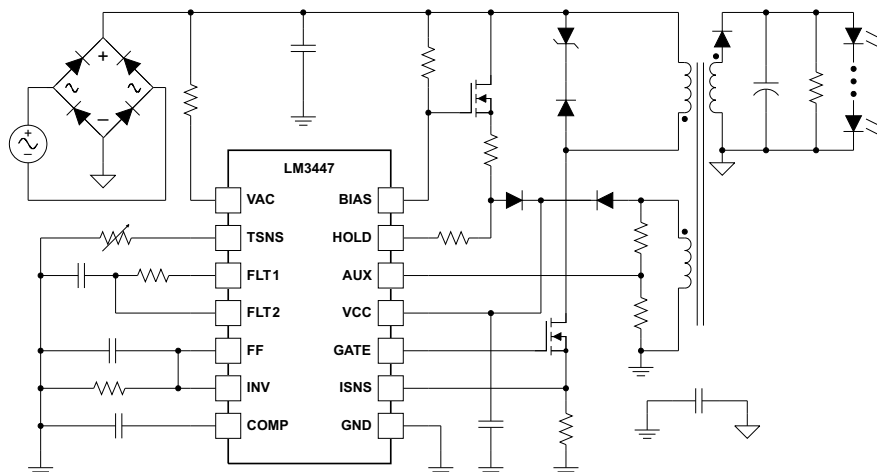 LM3447
VAC
BIAS
TSNS
HOLD
FLT1
AUX
FLT2
VCC
FF
GATE
INV
ISNS
COMP
GND